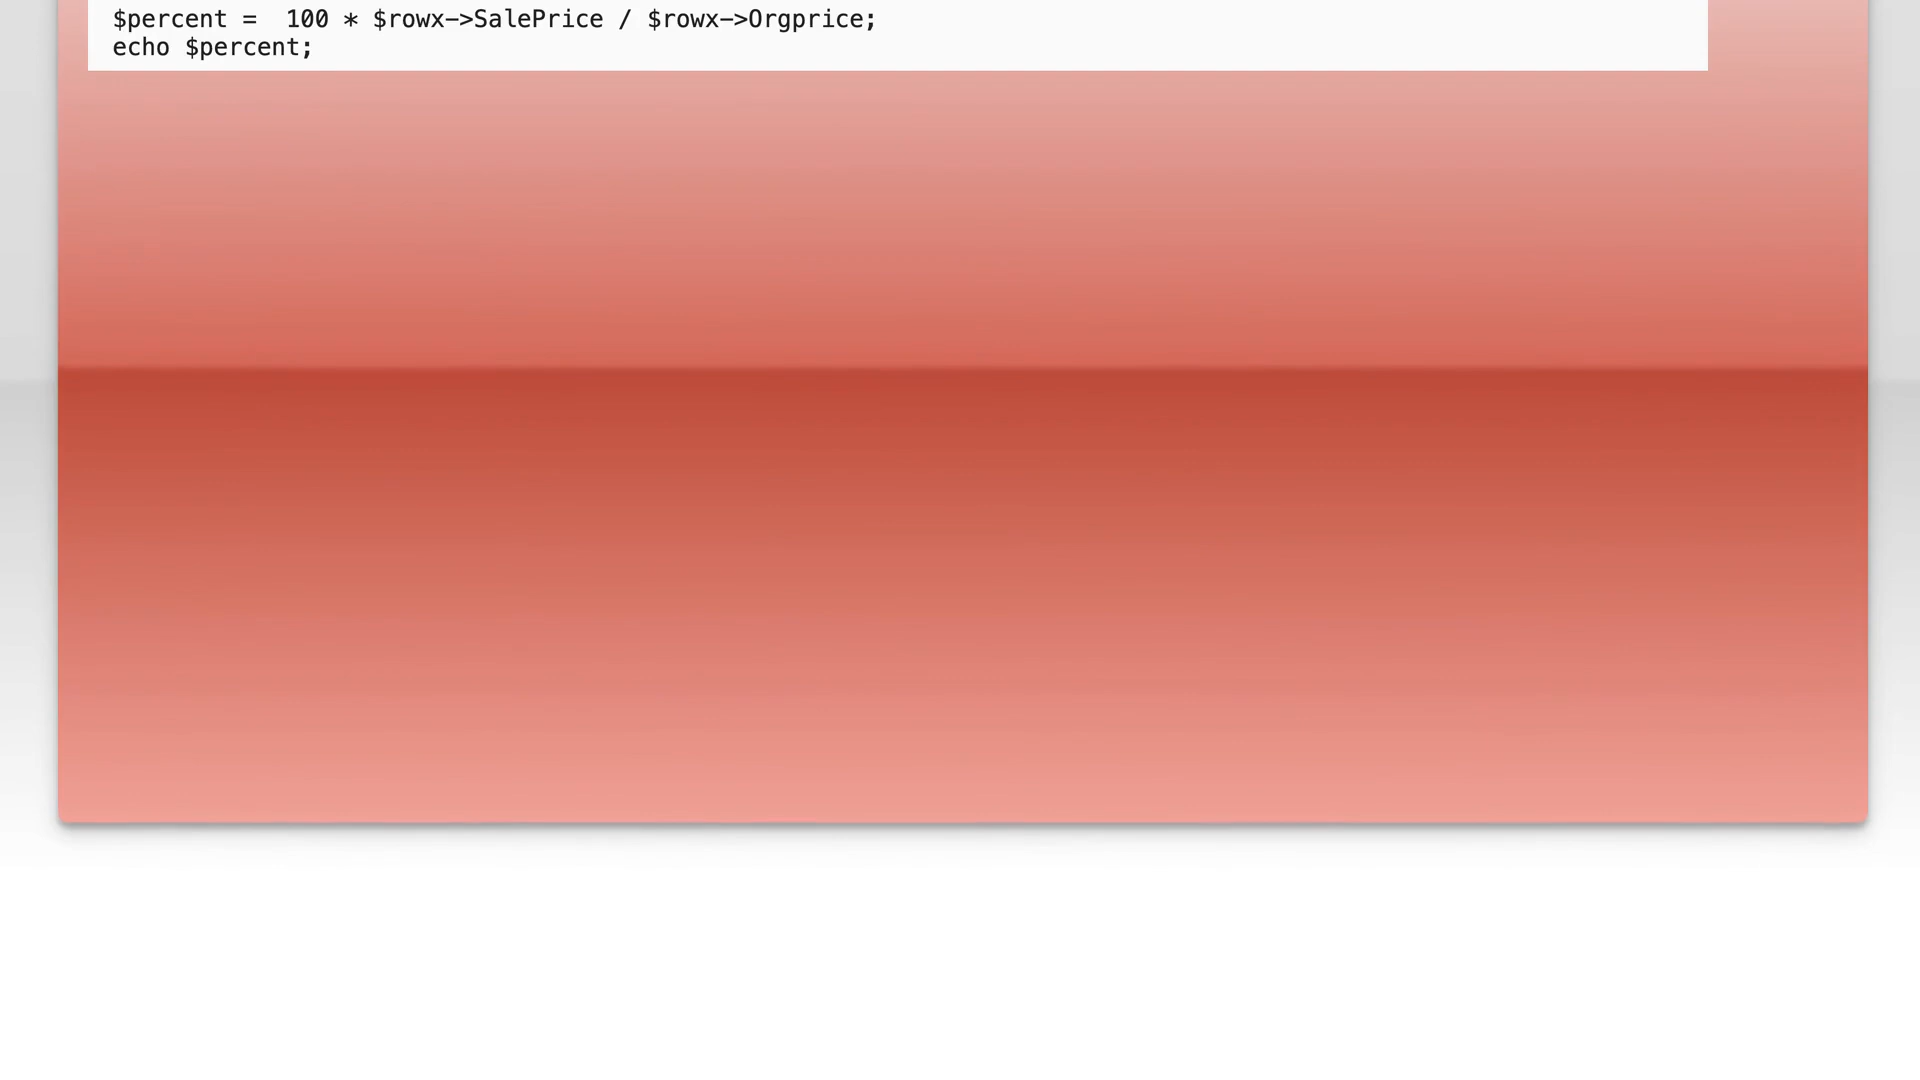 $percent =  100 * $rowx->SalePrice / $rowx->Orgprice;
echo $percent;